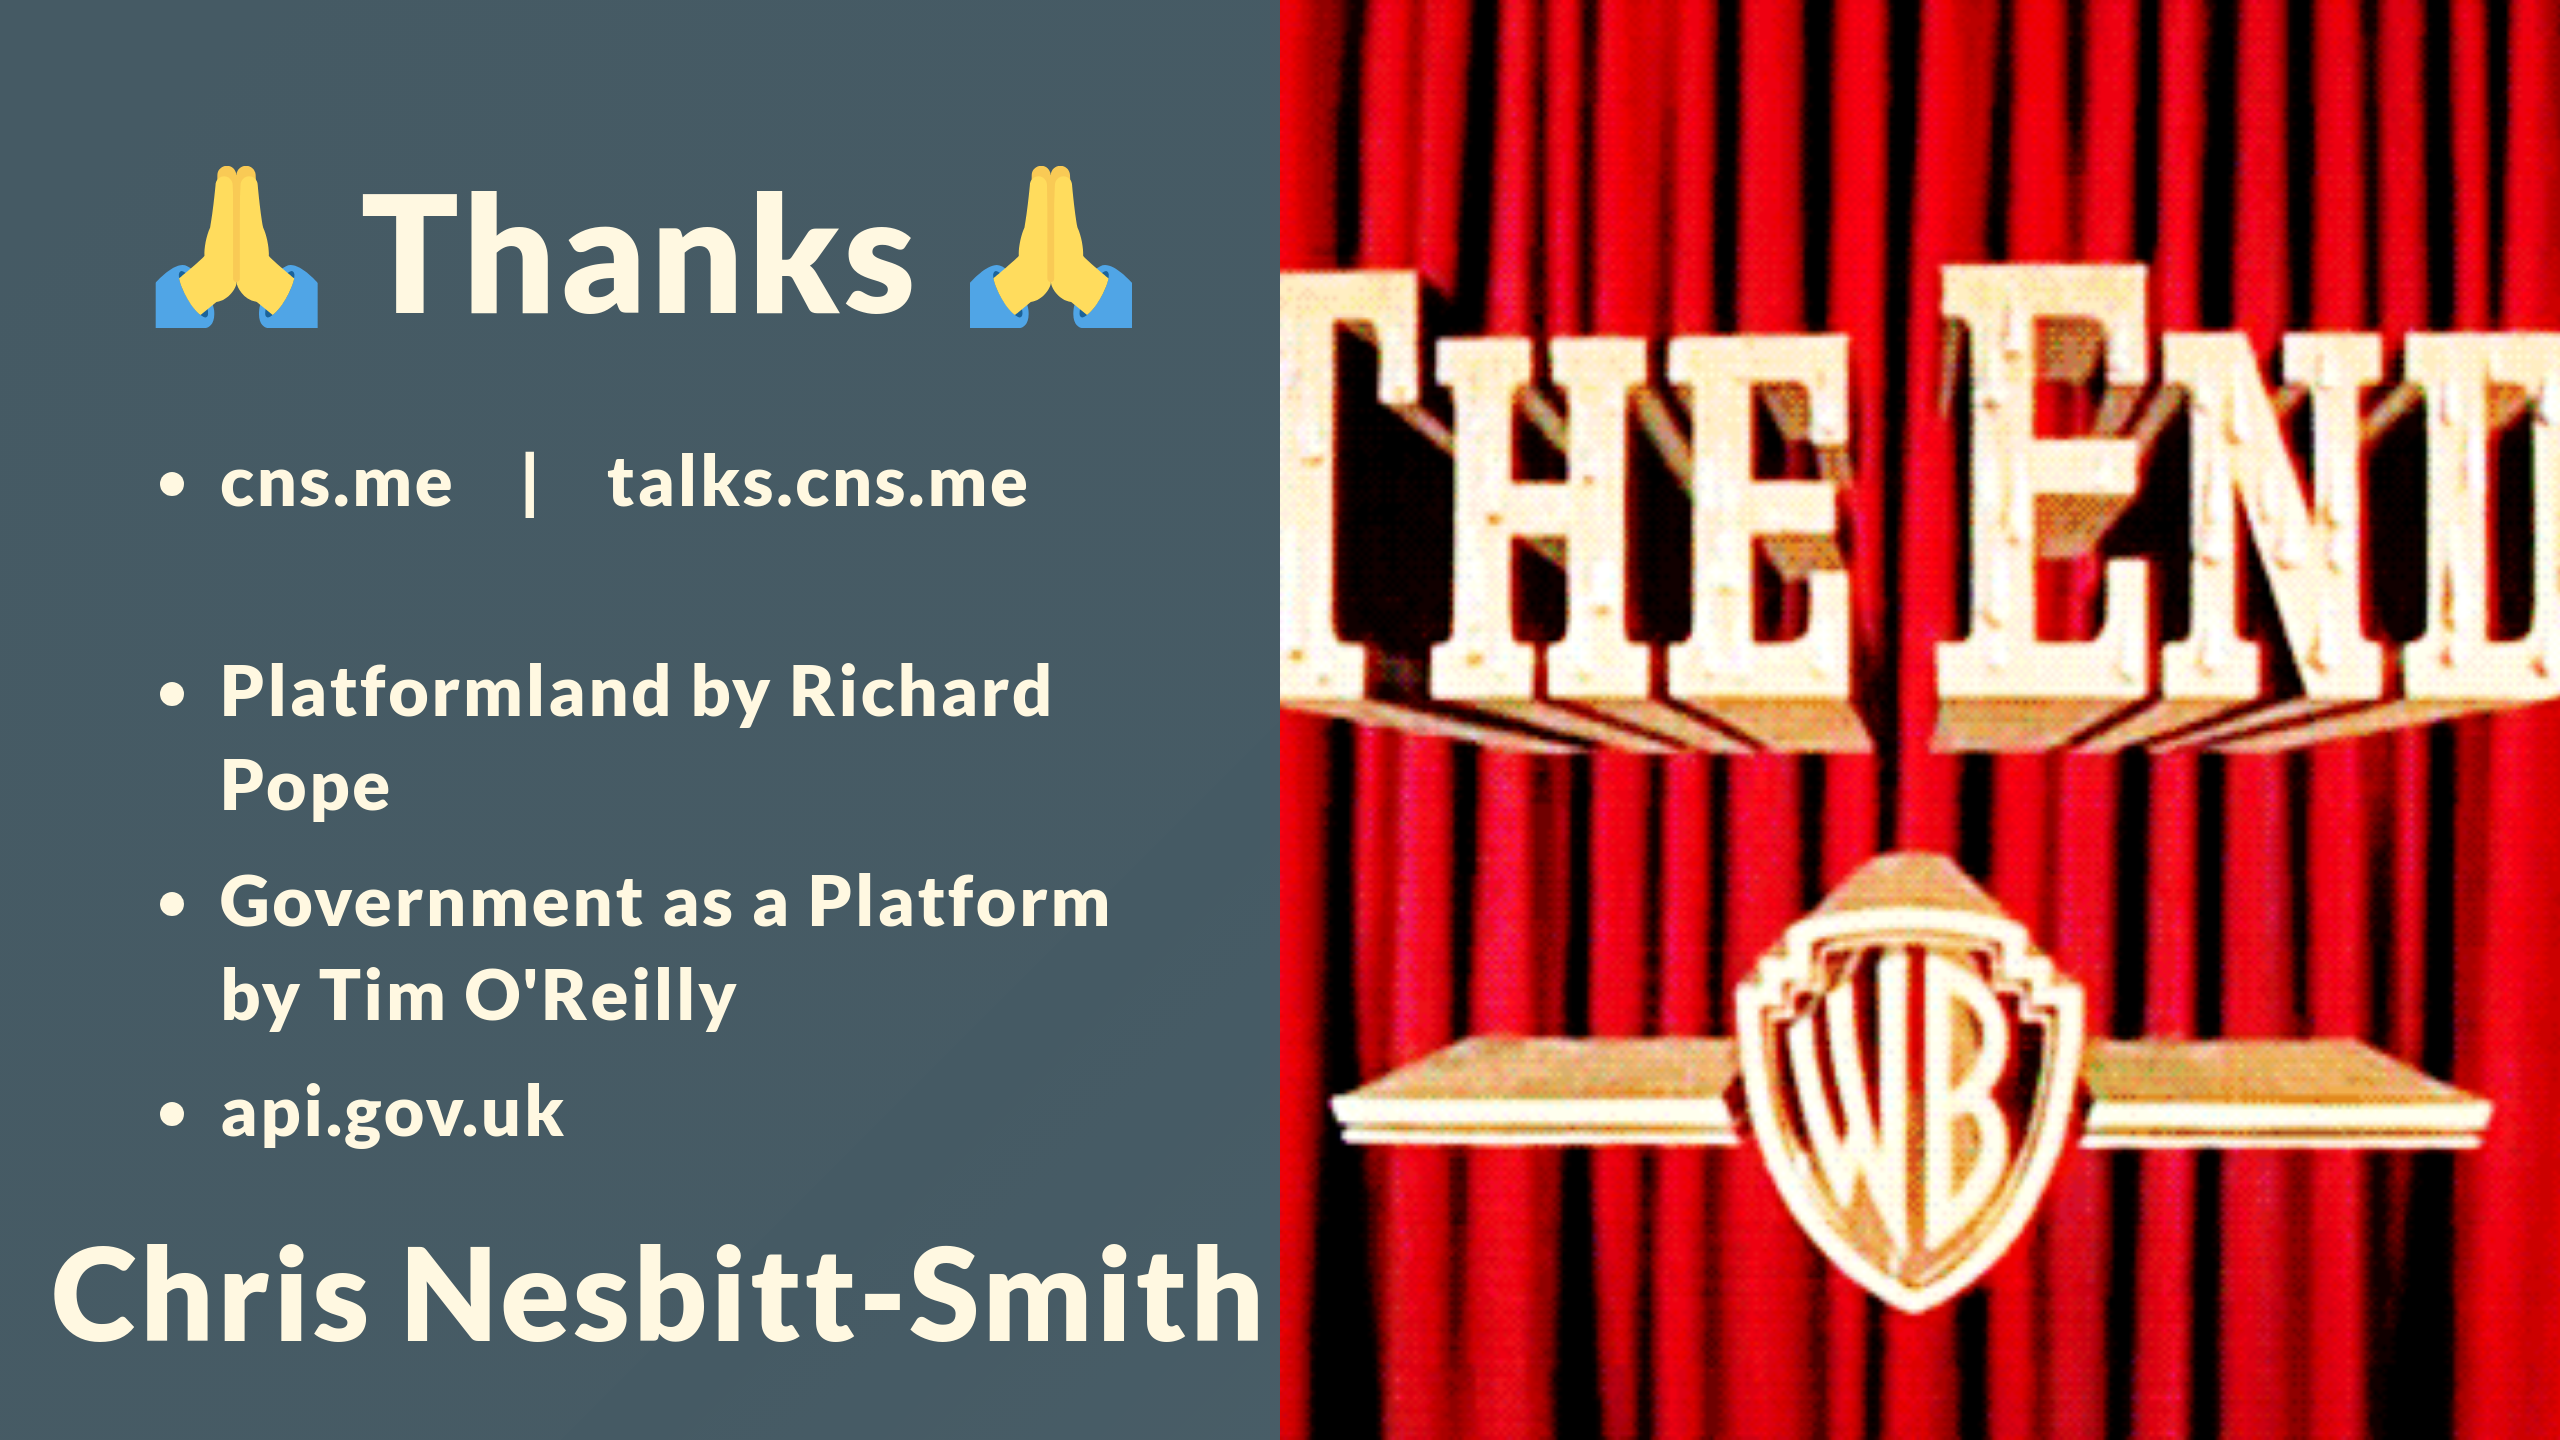 🙏 Thanks 🙏
• cns.me | talks.cns.me
• Platformland by Richard
Pope
• Government as a Platform
by Tim O'Reilly
• api.gov.uk
Chris Nesbitt-Smith
THE END
WB